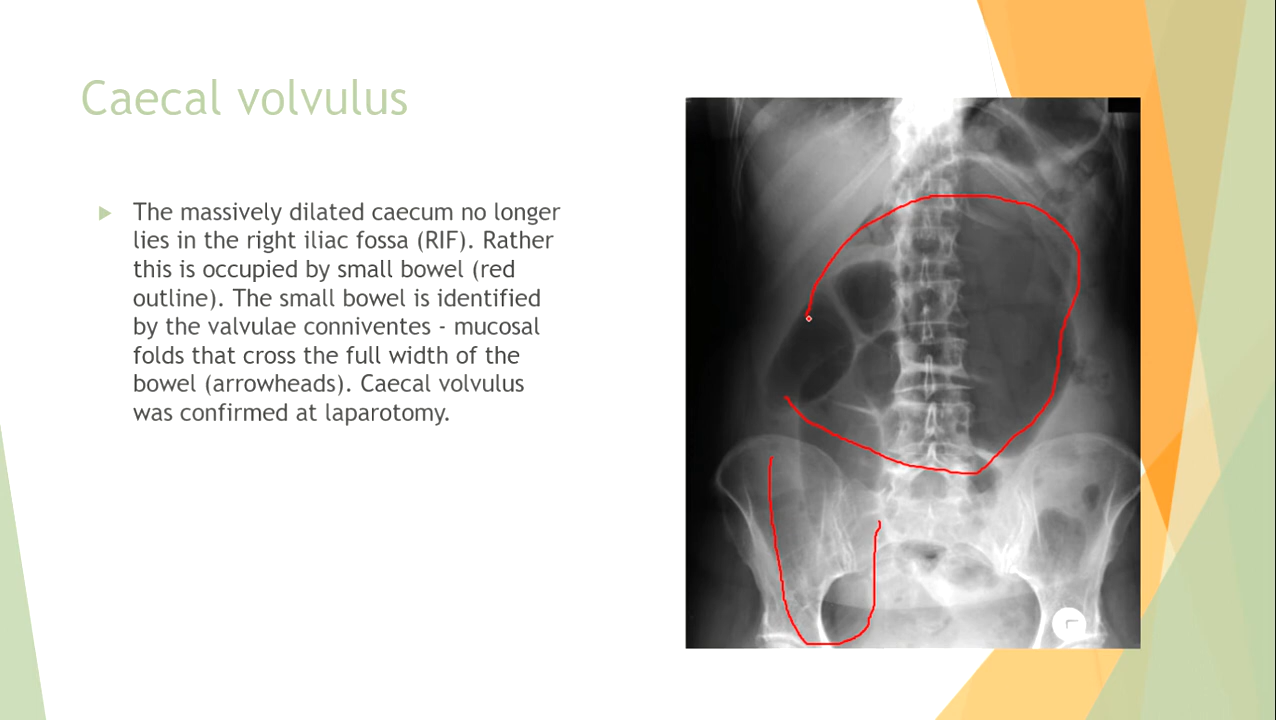 Caecal volvulus
The massively dilated caecum no longer
lies in the right iliac fossa (RIF). Rather
this is occupied by small bowel (red
outline). The small bowel is identified
by the valvulae conniventes - mucosal
folds that cross the full width of the
bowel (arrowheads). Caecal volvulus
was confirmed at laparotomy.